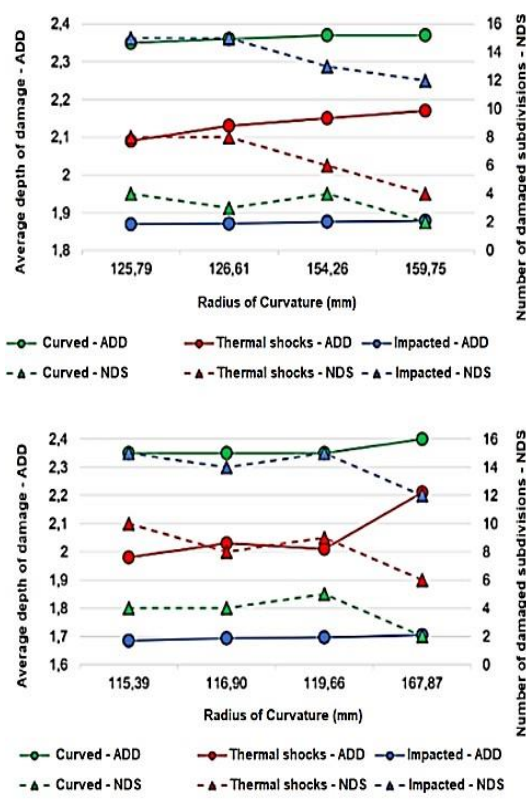 Average depth of damage - ADD
2,4
2,3
2,2
2,1
2
1,9
1,8
16
14
12
10
8
6
4
2
0
Number of damaged subdivisions - NDS
125,79 126,61 154,26 159,75
Radius of Curvature (mm)
Curved - ADD Thermal shocks - ADD Impacted - ADD
Curved - NDS Thermal shocks - NDS Impacted - NDS
Average depth of damage - ADD
2,4
2,3
2,2
2,1
2
1,9
1,8
1,7
1,6
16
14
12
10
8
6
4
2
0
Number of damaged subdivisions - NDS
115,39 116,90 119,66 167,87
Radius of Curvature (mm)
Curved - ADD Thermal shocks - ADD Impacted - ADD
Curved - NDS Thermal shocks - NDS Impacted - NDS